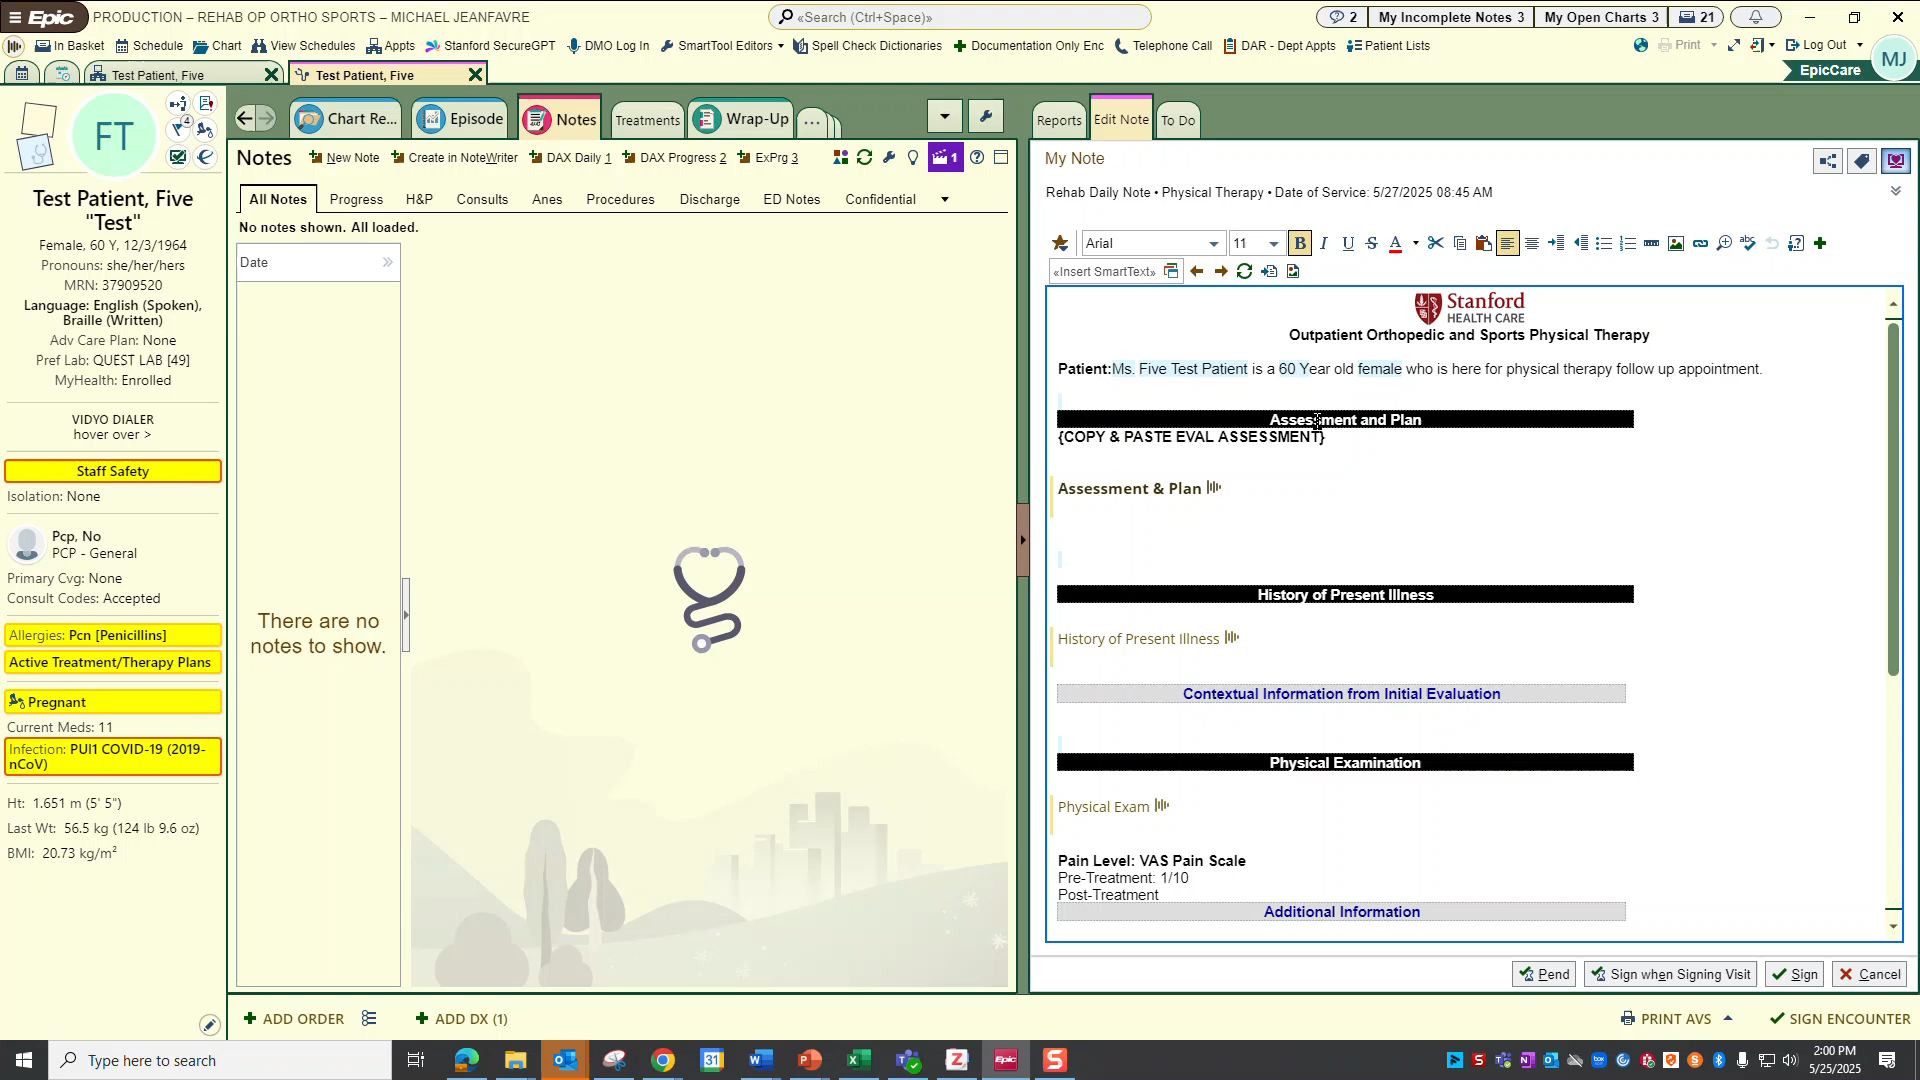 Epic PRODUCTION – REHAB OP ORTHO SPORTS – MICHAEL JEANFAVRE «Search (Ctrl+Space)» 2 My Incomplete Notes 3 My Open Charts 3 21
In Basket Schedule Chart View Schedules Appts Stanford SecureGPT DMO Log In SmartTool Editors Spell Check Dictionaries Documentation Only Enc Telephone Call DAR - Dept Appts Patient Lists Print Log Out
MJ
Test Patient, Five Test Patient, Five EpicCare
FT
4
Test Patient, Five
"Test"
Female, 60 Y, 12/3/1964
Pronouns: she/her/hers
MRN: 37909520
Language: English (Spoken),
Braille (Written)
Adv Care Plan: None
Pref Lab: QUEST LAB [49]
MyHealth: Enrolled
VIDYO DIALER
hover over >
Staff Safety
Isolation: None
Pcp, No
PCP - General
Primary Cvg: None
Consult Codes: Accepted
Allergies: Pcn [Penicillins]
Active Treatment/Therapy Plans
Pregnant
Current Meds: 11
Infection: PUI1 COVID-19 (2019-
nCoV)
Ht: 1.651 m (5' 5")
Last Wt: 56.5 kg (124 lb 9.6 oz)
BMI: 20.73 kg/m²
Chart Re... Episode Notes Treatments Wrap-Up ...
Notes New Note Create in NoteWriter DAX Daily 1 DAX Progress 2 ExPrg 3 1
All Notes Progress H&P Consults Anes Procedures Discharge ED Notes Confidential
No notes shown. All loaded.
Date
There are no
notes to show.
Reports Edit Note To Do
My Note
Rehab Daily Note • Physical Therapy • Date of Service: 5/27/2025 08:45 AM
Arial 11 B I U S A abc
«Insert SmartText»
Stanford
HEALTH CARE
Outpatient Orthopedic and Sports Physical Therapy
Patient:Ms. Five Test Patient is a 60 Year old female who is here for physical therapy follow up appointment.
Assessment and Plan
{COPY & PASTE EVAL ASSESSMENT}
Assessment & Plan
History of Present Illness
History of Present Illness
Contextual Information from Initial Evaluation
Physical Examination
Physical Exam
Pain Level: VAS Pain Scale
Pre-Treatment: 1/10
Post-Treatment
Additional Information
Pend Sign when Signing Visit Sign Cancel
ADD ORDER ADD DX (1) PRINT AVS SIGN ENCOUNTER
Type here to search
31
Epic
2:00 PM
5/25/2025